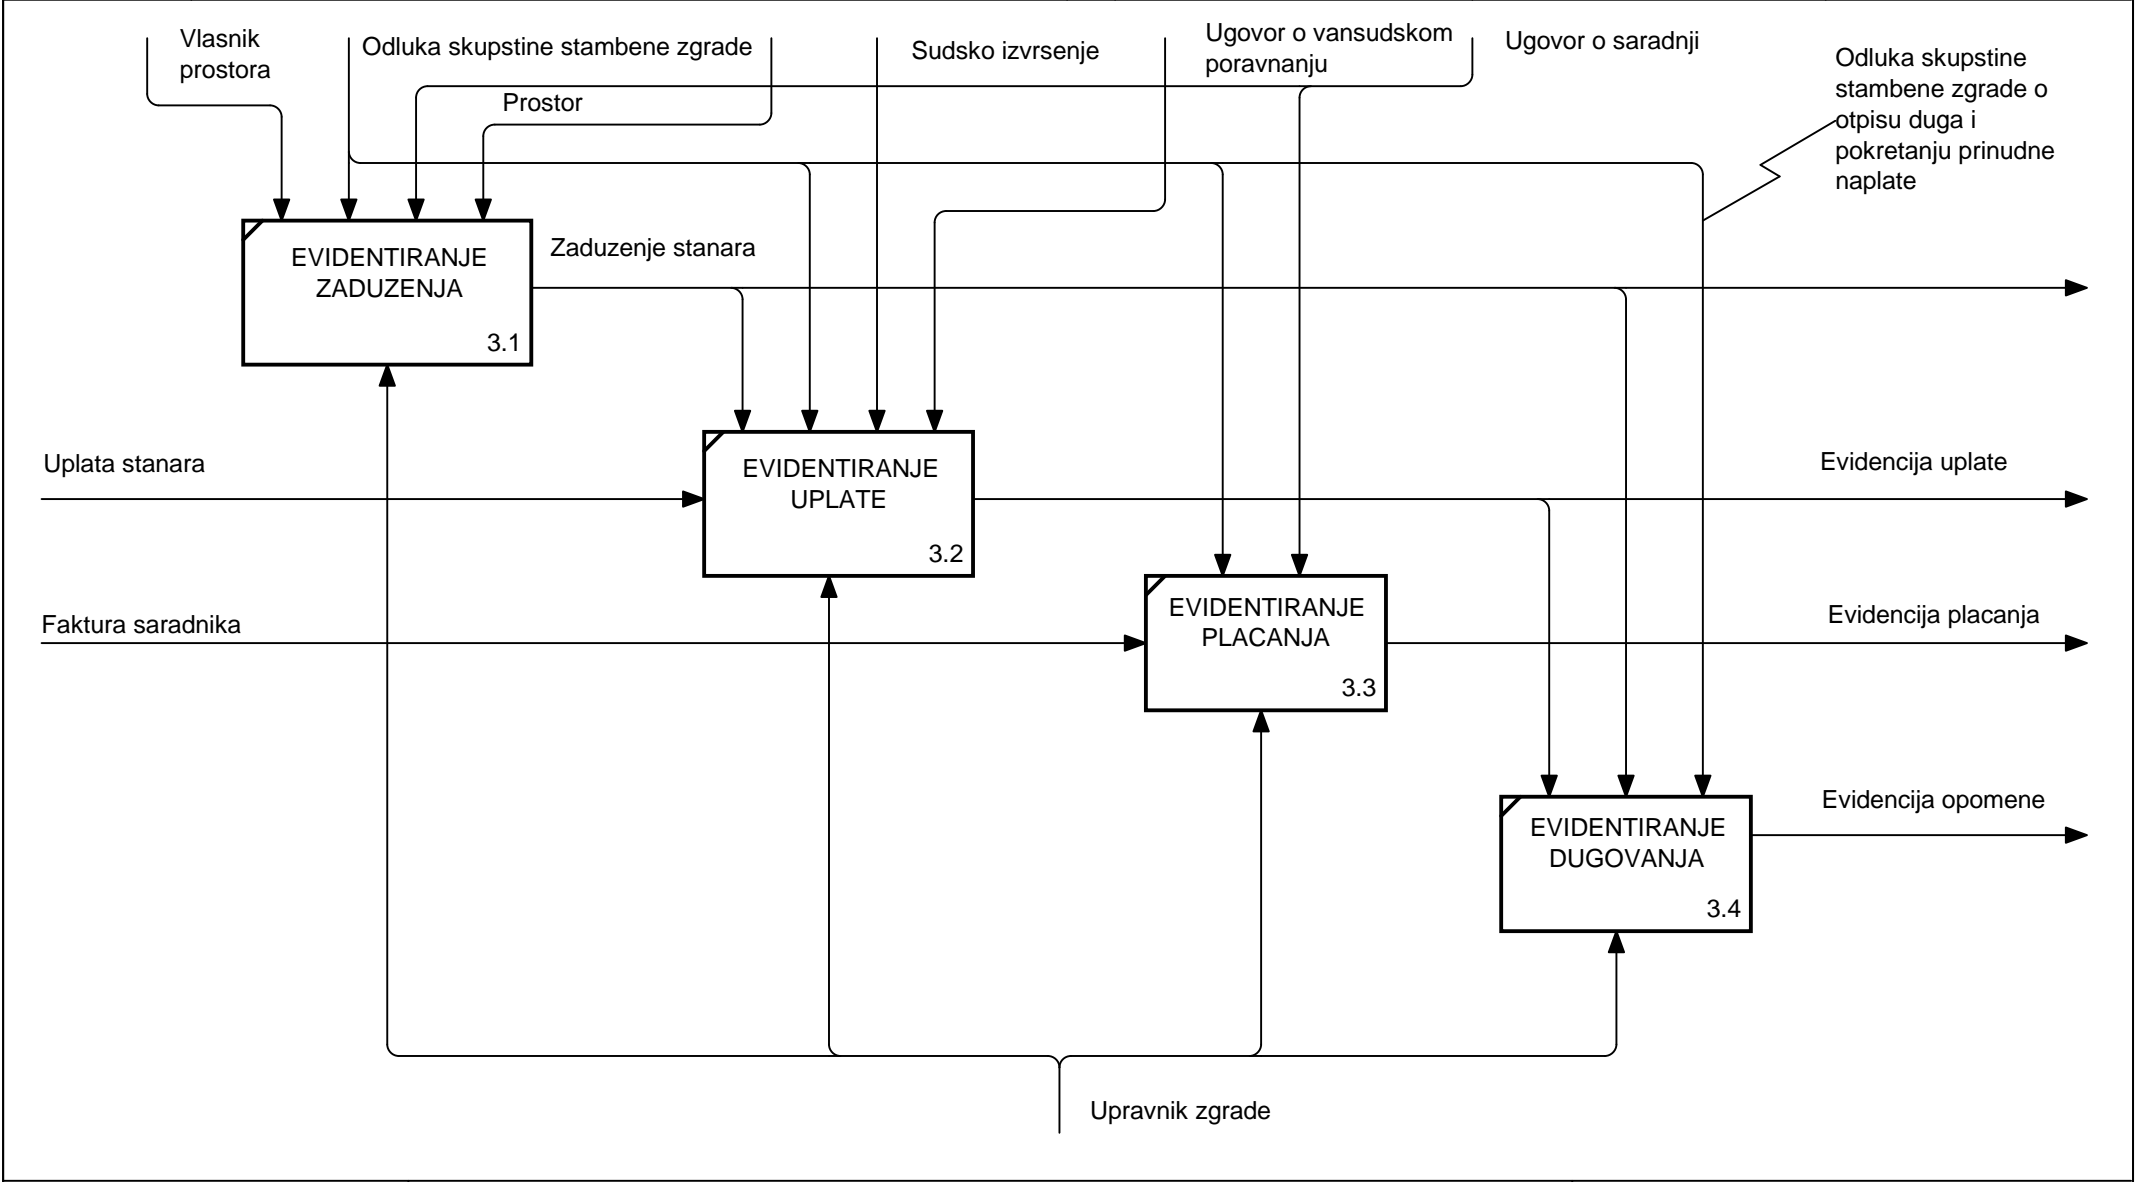 Vlasnik
prostora
Odluka skupstine stambene zgrade
Prostor
Sudsko izvrsenje
Ugovor o vansudskom
poravnanju
Ugovor o saradnji
Odluka skupstine
stambene zgrade o
otpisu duga i
pokretanju prinudne
naplate
EVIDENTIRANJE
ZADUZENJA
3.1
Zaduzenje stanara
Uplata stanara
EVIDENTIRANJE
UPLATE
3.2
Evidencija uplate
Faktura saradnika
EVIDENTIRANJE
PLACANJA
3.3
Evidencija placanja
EVIDENTIRANJE
DUGOVANJA
3.4
Evidencija opomene
Upravnik zgrade